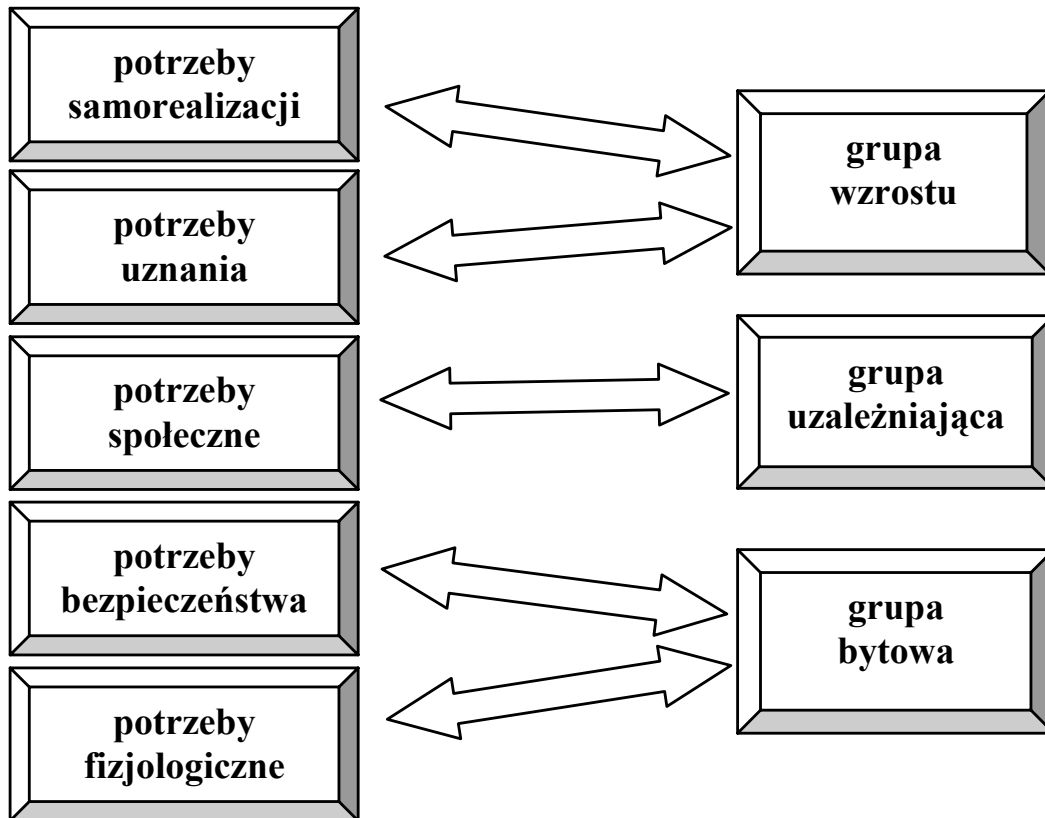 potrzeby
samorealizacji
potrzeby
uznania
potrzeby
społeczne
potrzeby
bezpieczeństwa
potrzeby
fizjologiczne
grupa
wzrostu
grupa
uzależniająca
grupa
bytowa